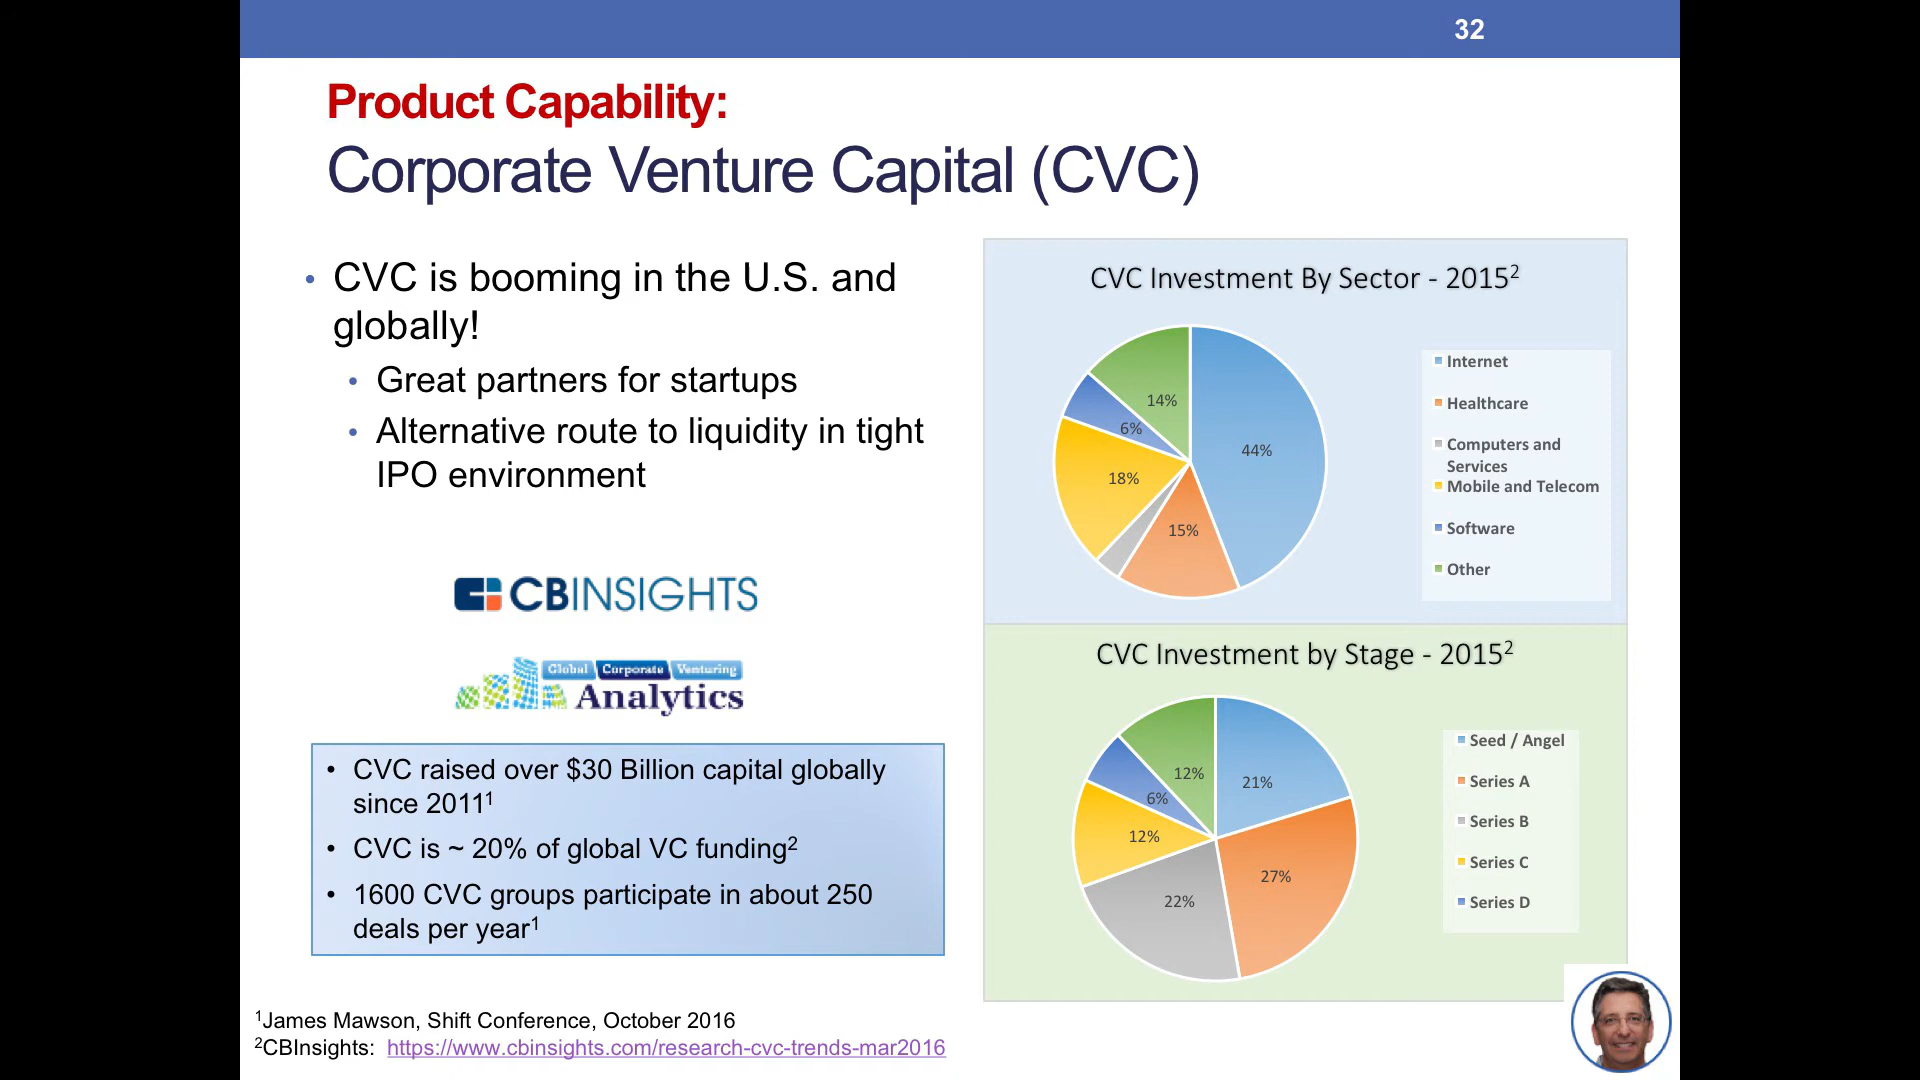 32
Product Capability:
Corporate Venture Capital (CVC)
• CVC is booming in the U.S. and
globally!
• Great partners for startups
• Alternative route to liquidity in tight
IPO environment
CBINSIGHTS
Global Corporate Venturing
Analytics
• CVC raised over $30 Billion capital globally
since 2011¹
• CVC is ~ 20% of global VC funding²
• 1600 CVC groups participate in about 250
deals per year¹
¹James Mawson, Shift Conference, October 2016
²CBInsights: https://www.cbinsights.com/research-cvc-trends-mar2016
CVC Investment By Sector - 2015²
14%
6%
44%
18%
15%
Internet
Healthcare
Computers and
Services
Mobile and Telecom
Software
Other
CVC Investment by Stage - 2015²
12%
21%
6%
12%
27%
22%
Seed / Angel
Series A
Series B
Series C
Series D